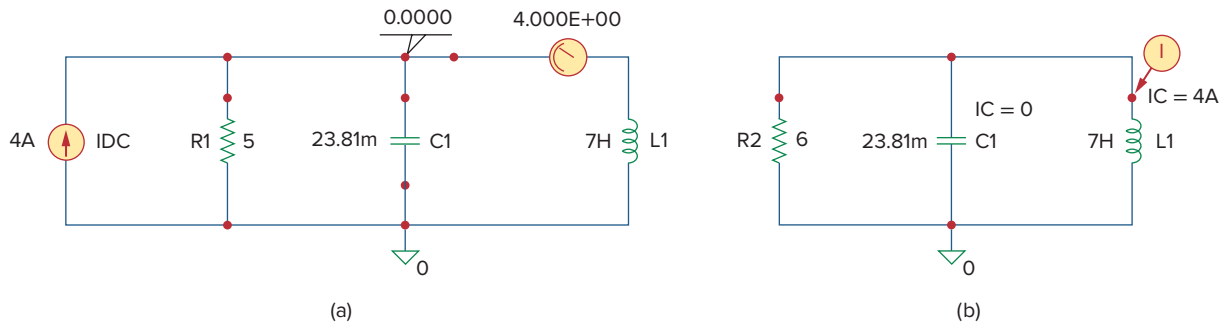 0.0000
4.000E+00
4A
IDC
R1
5
23.81m
C1
7H
L1
0
(a)
I
IC = 4A
IC = 0
R2
6
23.81m
C1
7H
L1
0
(b)